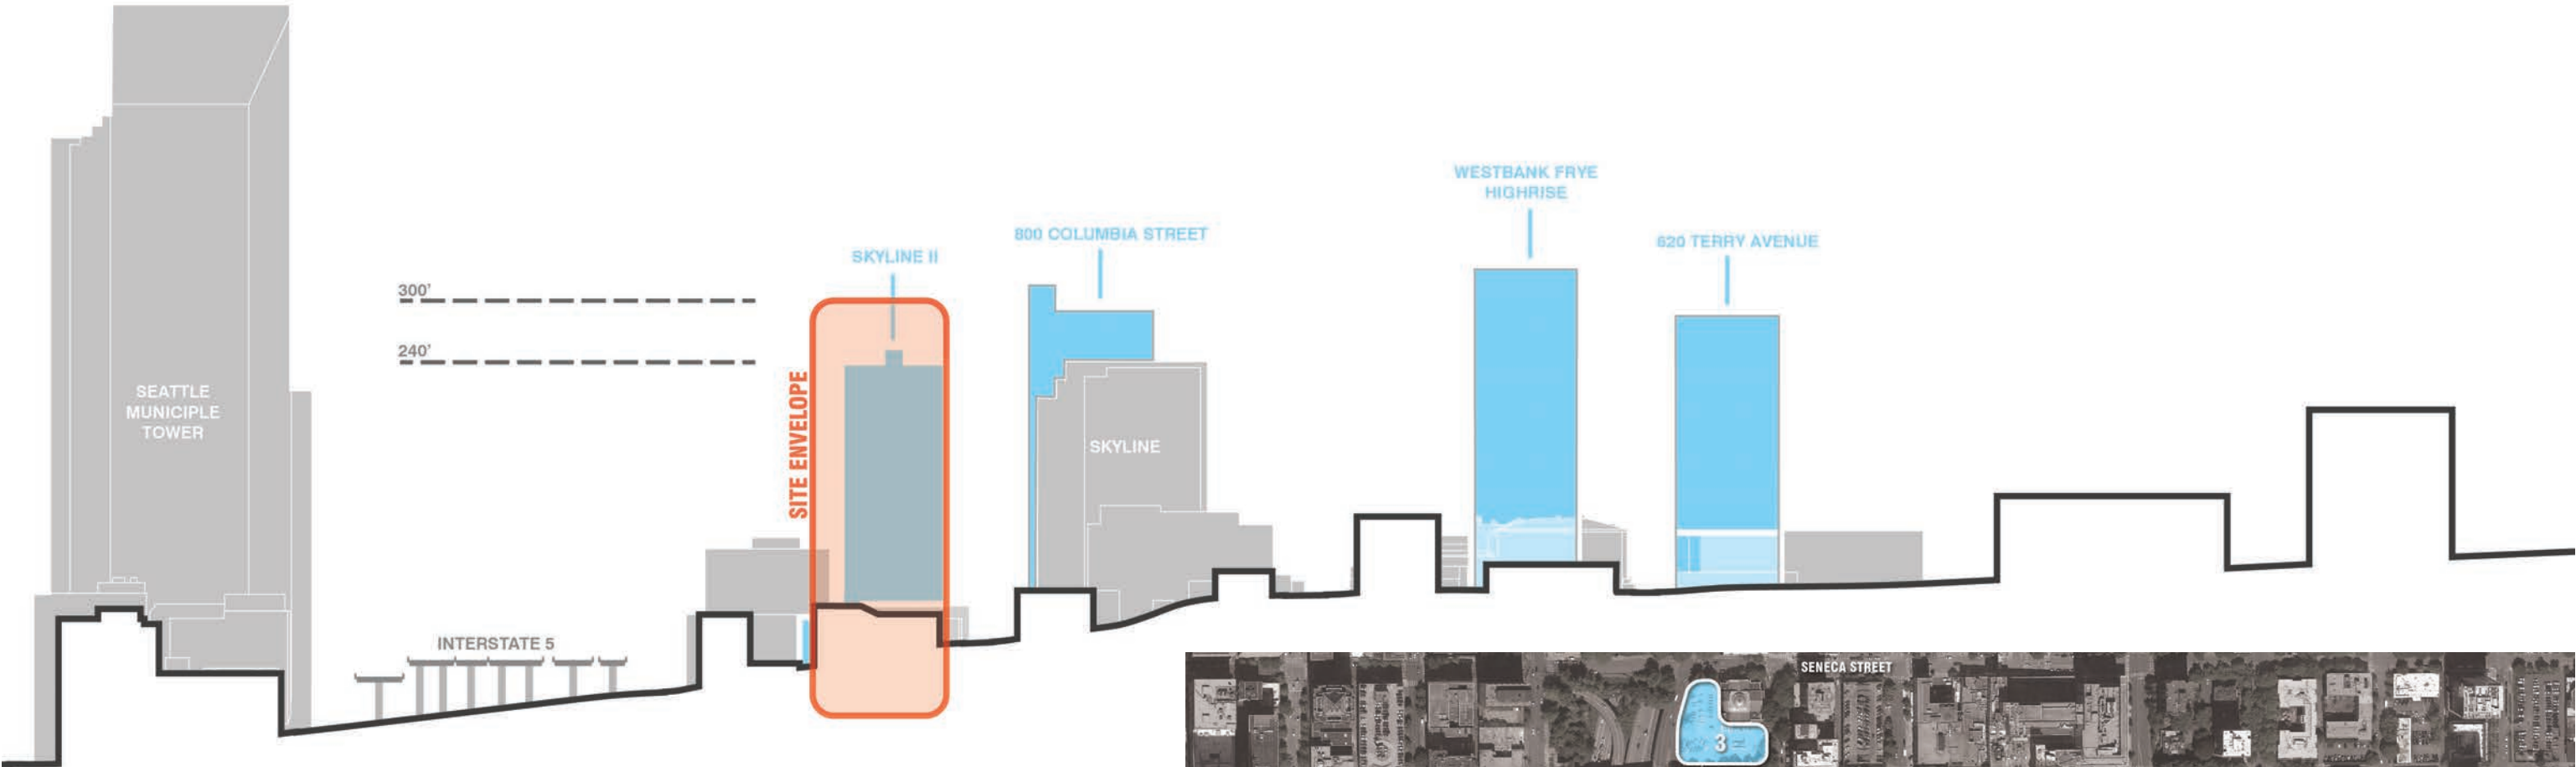 WESTBANK FRYE
HIGHRISE
800 COLUMBIA STREET
620 TERRY AVENUE
SKYLINE II
300'
240'
SEATTLE
MUNICIPLE
TOWER
SITE ENVELOPE
SKYLINE
INTERSTATE 5
SENECA STREET
3